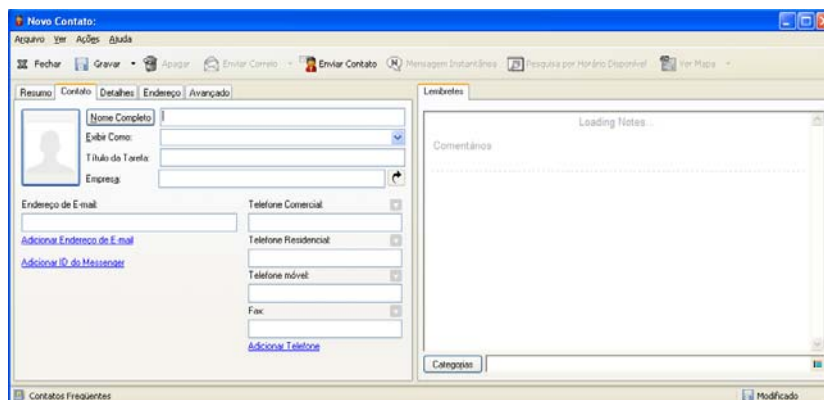 Novo Contato:
Arquivo Ver Ações Ajuda
Fechar Gravar Apagar Enviar Correio Enviar Contato Mensagem Instantânea Pesquisa por Horário Disponível Ver Mapa
Resumo Contato Detalhes Endereço Avançado
Lembretes
Nome Completo
Exibir Como:
Título da Tarefa:
Empresa:
Loading Notes...
Comentários
Endereço de E-mail:
Adicionar Endereço de E-mail
Adicionar ID do Messenger
Telefone Comercial:
Telefone Residencial:
Telefone móvel:
Fax:
Adicionar Telefone
Categorias
Contatos Freqüentes
Modificado